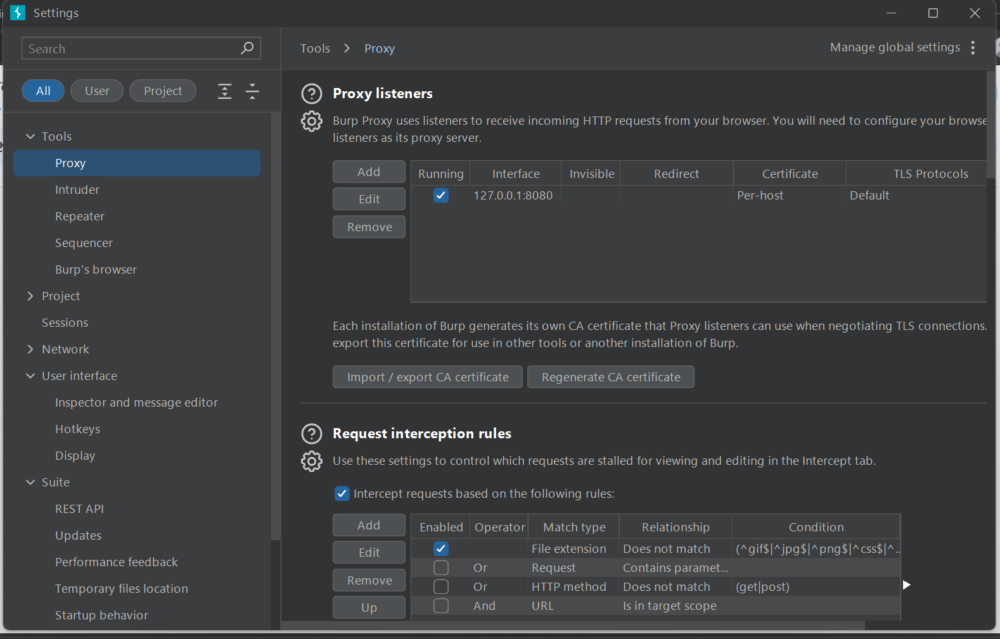 Settings
Search
All User Project
Tools
Proxy
Intruder
Repeater
Sequencer
Burp's browser
Project
Sessions
Network
User interface
Inspector and message editor
Hotkeys
Display
Suite
REST API
Updates
Performance feedback
Temporary files location
Startup behavior
Tools > Proxy
Manage global settings
Proxy listeners
Burp Proxy uses listeners to receive incoming HTTP requests from your browser. You will need to configure your browse
listeners as its proxy server.
Add
Edit
Remove
Running Interface Invisible Redirect Certificate TLS Protocols
127.0.0.1:8080 Per-host Default
Each installation of Burp generates its own CA certificate that Proxy listeners can use when negotiating TLS connections.
export this certificate for use in other tools or another installation of Burp.
Import / export CA certificate Regenerate CA certificate
Request interception rules
Use these settings to control which requests are stalled for viewing and editing in the Intercept tab.
Intercept requests based on the following rules:
Add
Edit
Remove
Up
Enabled Operator Match type Relationship Condition
File extension Does not match (^gif$|^jpg$|^png$|^css$|^..
Or Request Contains paramet...
Or HTTP method Does not match (get|post)
And URL Is in target scope